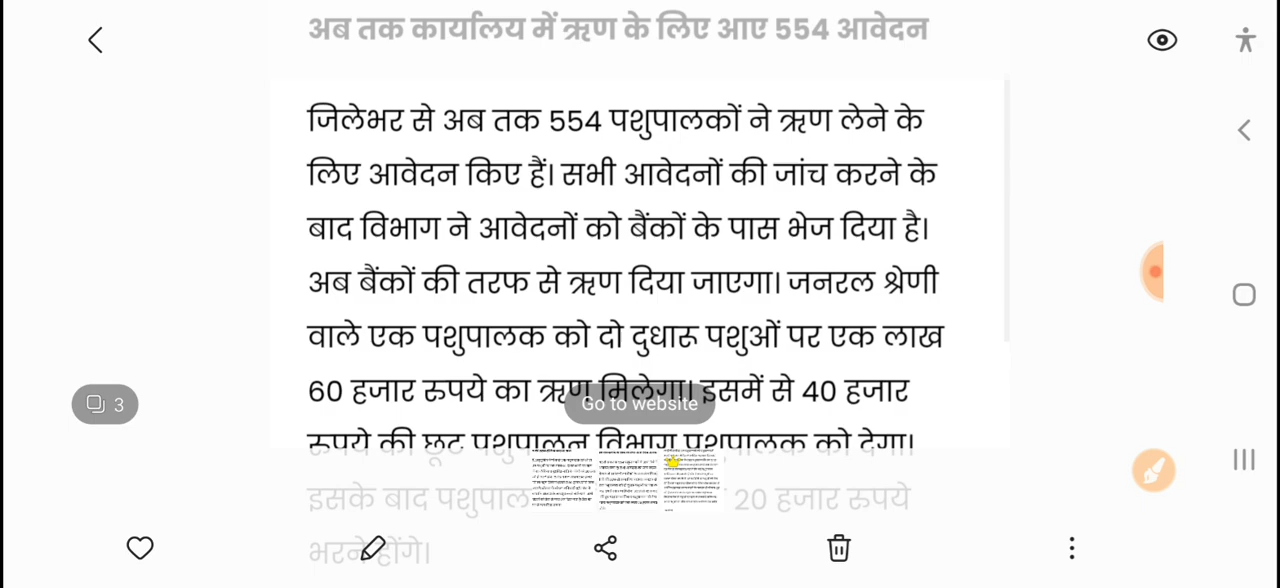 अब तक कार्यालय में ऋण के लिए आए 554 आवेदन
जिलेभर से अब तक 554 पशुपालकों ने ऋण लेने के
लिए आवेदन किए हैं। सभी आवेदनों की जांच करने के
बाद विभाग ने आवेदनों को बैंकों के पास भेज दिया है।
अब बैंकों की तरफ से ऋण दिया जाएगा। जनरल श्रेणी
वाले एक पशुपालक को दो दुधारू पशुओं पर एक लाख
60 हजार रुपये का ऋण मिलेगा। इसमें से 40 हजार
3
Go to website
रुपये की छूट पशुपालन विभाग पशुपालक को देगा।
इसके बाद पशुपाल 20 हजार रुपये
भरने होंगे।